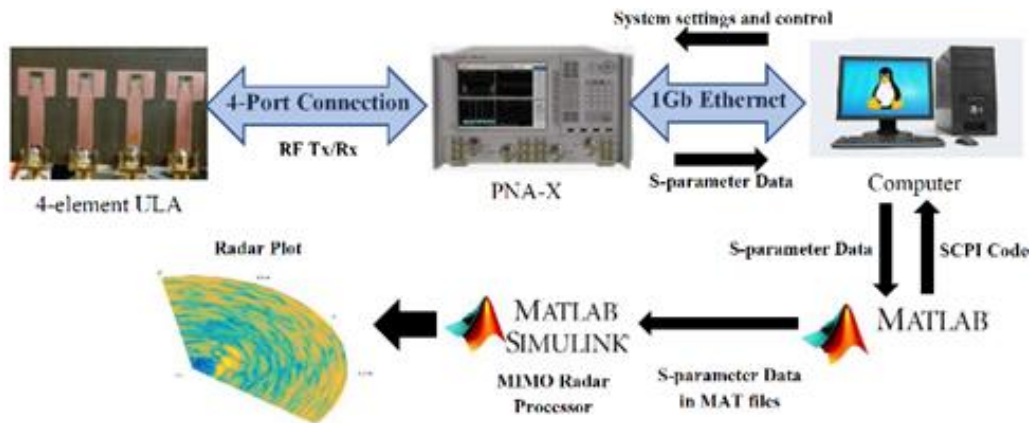 System settings and control
4-Port Connection
1Gb Ethernet
RF Tx/Rx
S-parameter Data
PNA-X
Computer
4-element ULA
Radar Plot
S-parameter Data
SCPI Code
MATLAB
SIMULINK
MATLAB
MIMO Radar
Processor
S-parameter Data
in MAT files